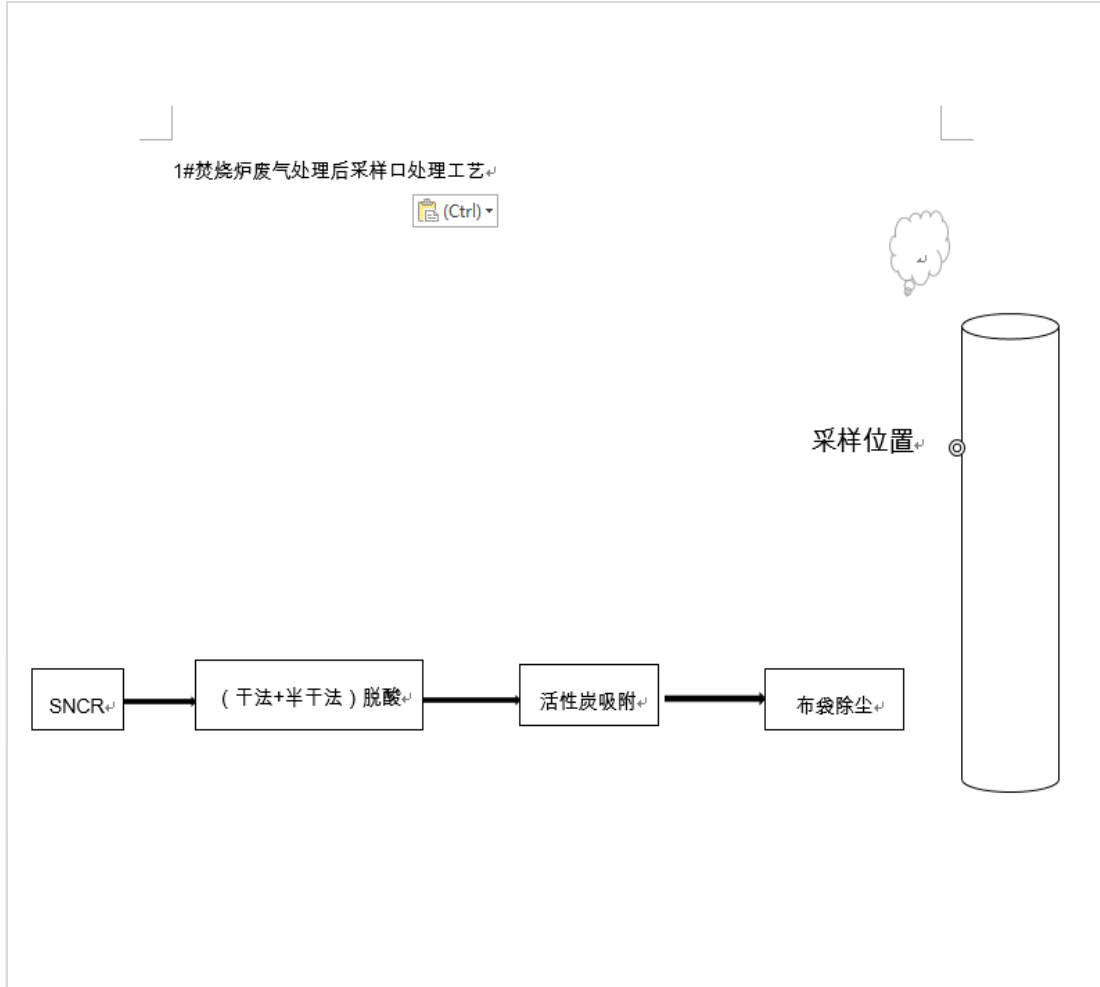 1#焚烧炉废气处理后采样口处理工艺
(Ctrl)
采样位置
SNCR
（干法+半干法）脱酸
活性炭吸附
布袋除尘